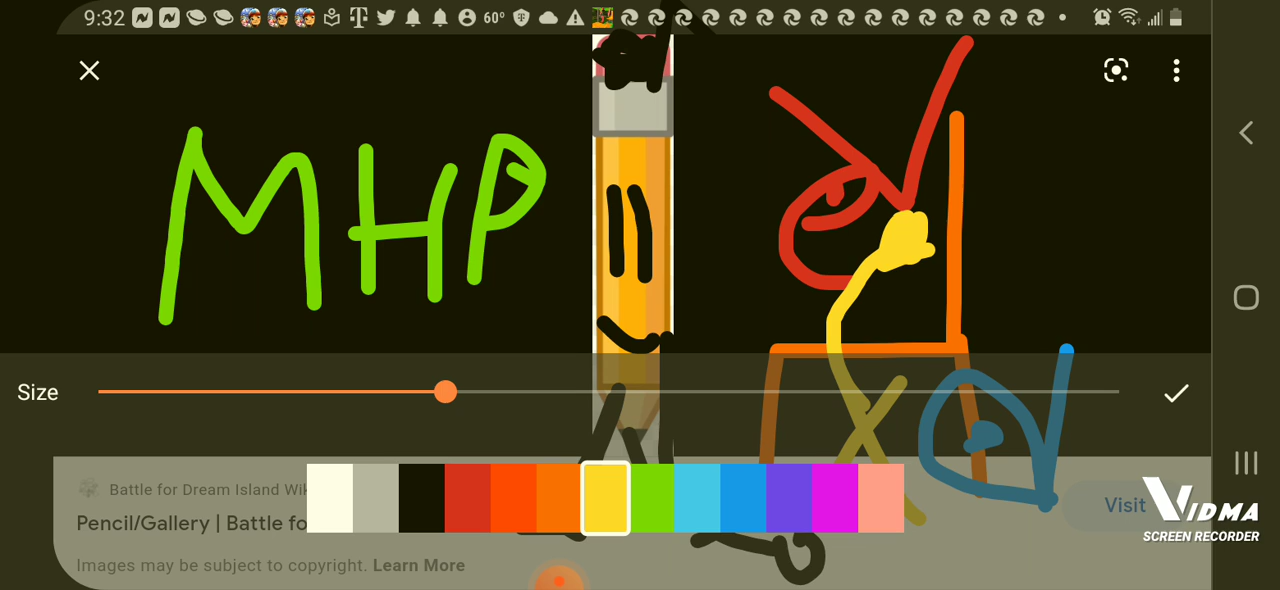 9:32
60°
MHP
Size
Battle for Dream Island Wik
Pencil/Gallery | Battle fo
Visit
Images may be subject to copyright. Learn More
VIDMA
SCREEN RECORDER